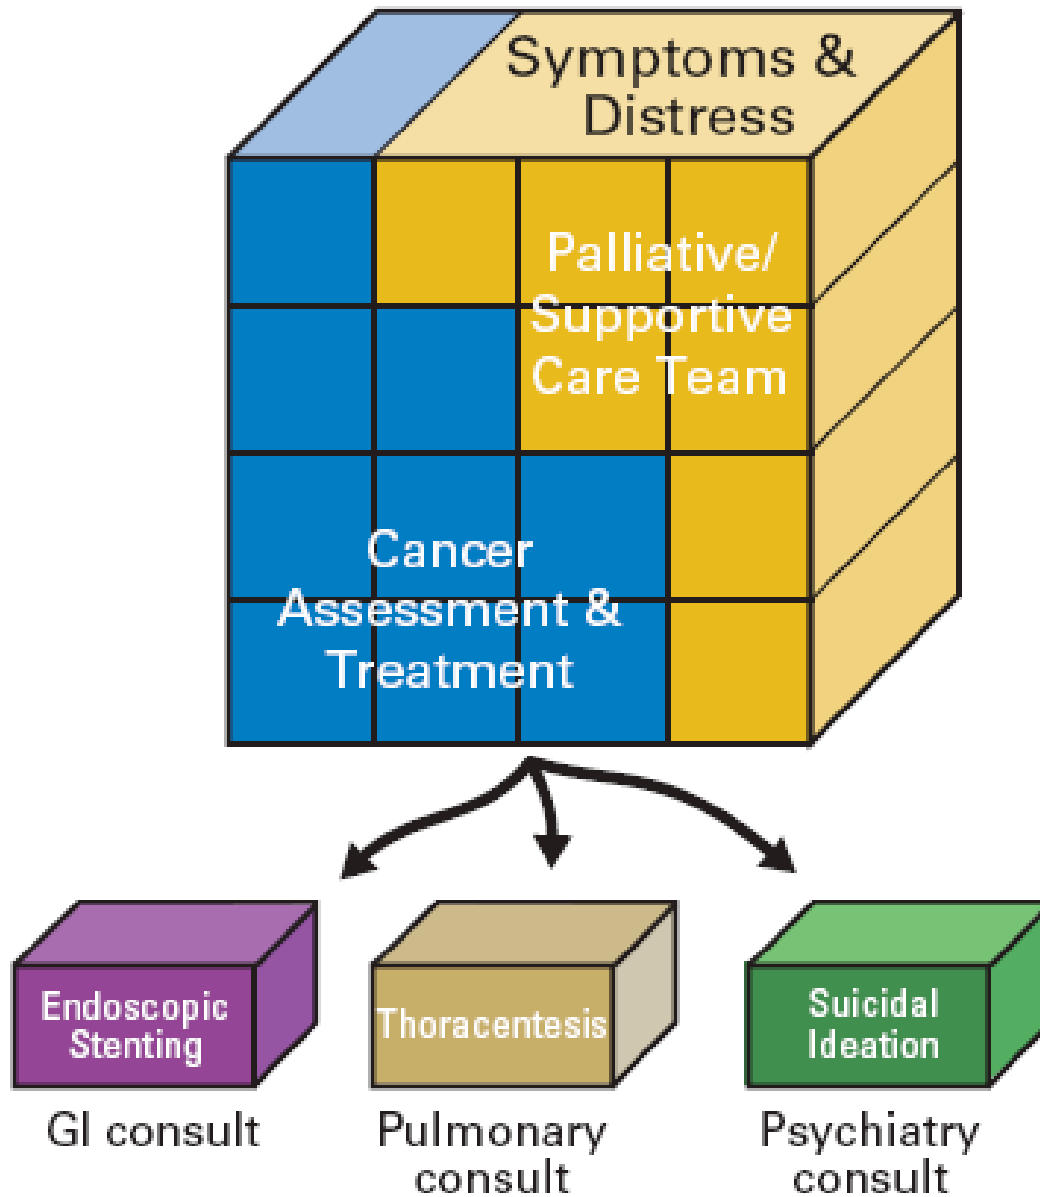 Symptoms &
Distress
Palliative/
Supportive
Care Team
Cancer
Assessment &
Treatment
Endoscopic
Stenting
Thoracentesis
Suicidal
Ideation
GI consult
Pulmonary
consult
Psychiatry
consult